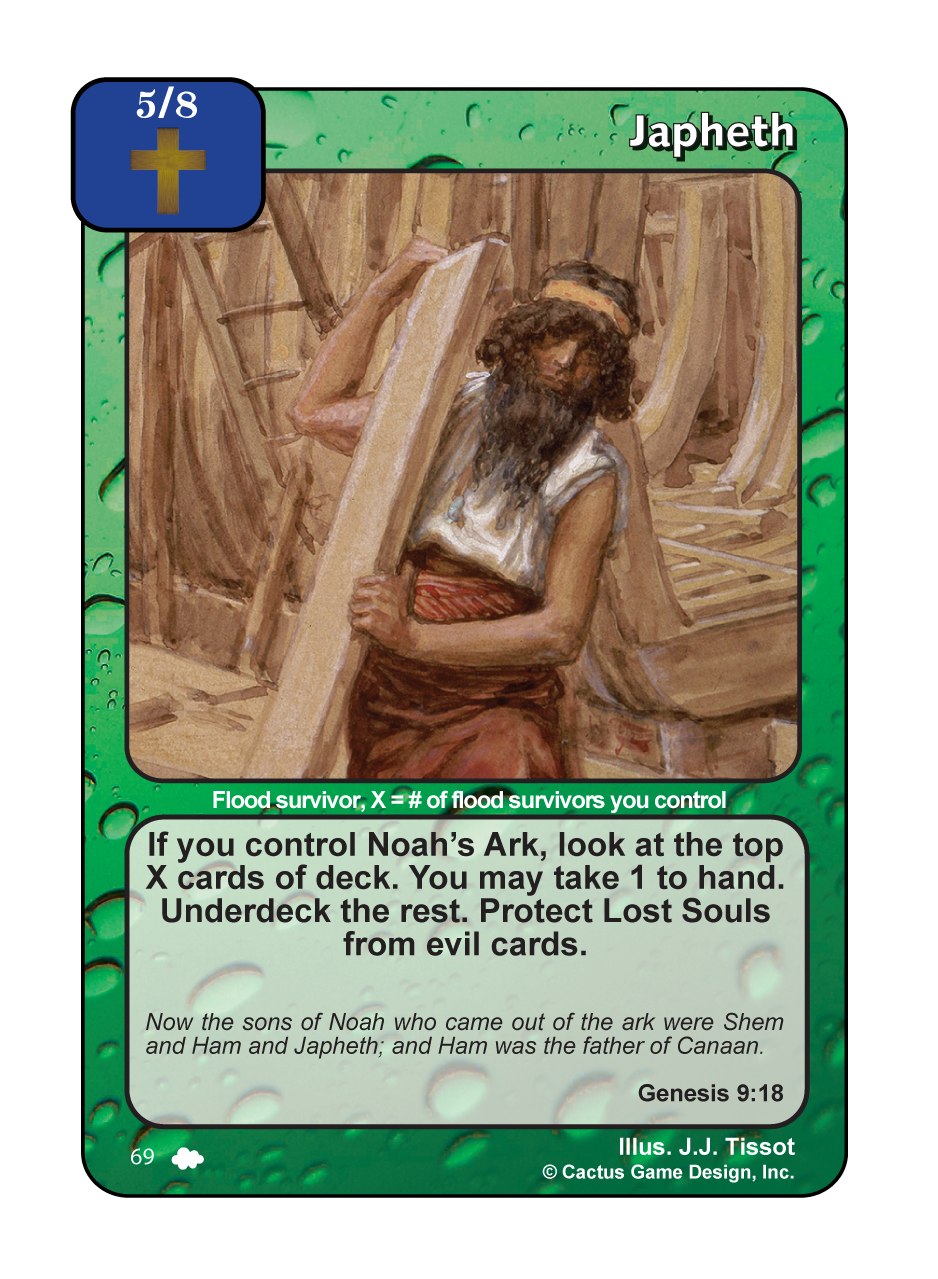 5/8
Japheth
Flood survivor, X = # of flood survivors you control
If you control Noah's Ark, look at the top
X cards of deck. You may take 1 to hand.
Underdeck the rest. Protect Lost Souls
from evil cards.
Now the sons of Noah who came out of the ark were Shem
and Ham and Japheth; and Ham was the father of Canaan.
Genesis 9:18
69
Illus. J.J. Tissot
© Cactus Game Design, Inc.